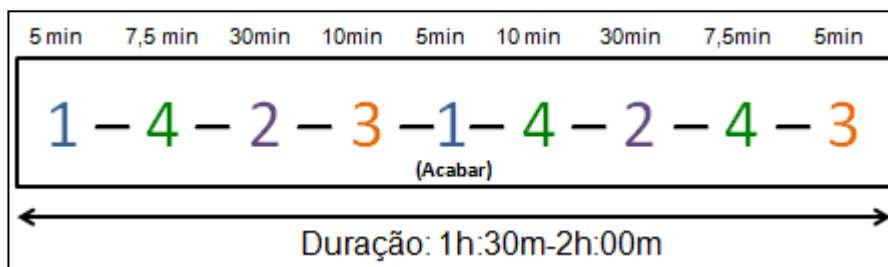 5 min 7,5 min 30min 10min 5min 10 min 30min 7,5min 5min
1 – 4 – 2 – 3 –1 – 4 – 2 – 4 – 3
(Acabar)
Duração: 1h:30m-2h:00m